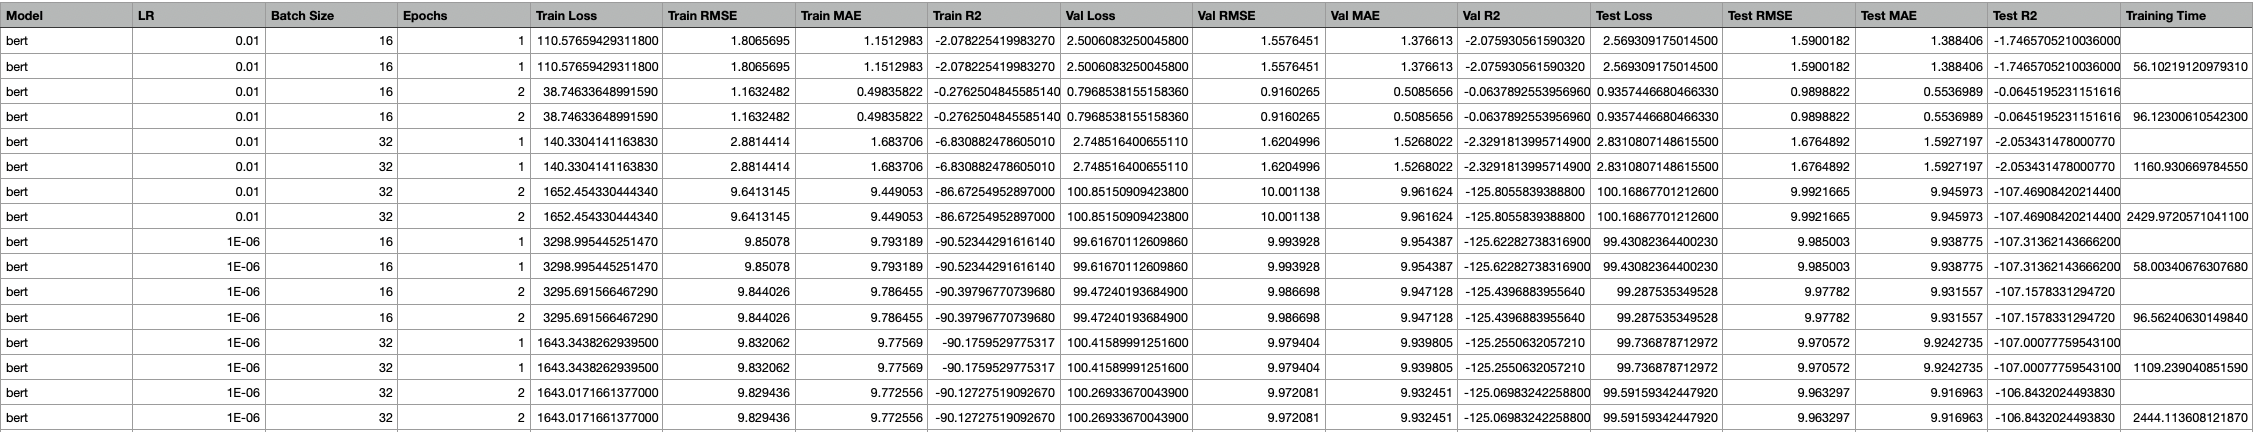 Model LR Batch Size Epochs Train Loss Train RMSE Train MAE Train R2 Val Loss Val RMSE Val MAE Val R2 Test Loss Test RMSE Test MAE Test R2 Training Time
bert 0.01 16 1 110.57659429311800 1.8065695 1.1512983 -2.078225419983270 2.5006083250045800 1.5576451 1.376613 -2.075930561590320 2.569309175014500 1.5900182 1.388406 -1.7465705210036000
bert 0.01 16 1 110.57659429311800 1.8065695 1.1512983 -2.078225419983270 2.5006083250045800 1.5576451 1.376613 -2.075930561590320 2.569309175014500 1.5900182 1.388406 -1.7465705210036000 56.10219120979310
bert 0.01 16 2 38.74633648991590 1.1632482 0.49835822 -0.2762504845585140 0.7968538155158360 0.9160265 0.5085656 -0.0637892553956960 0.9357446680466330 0.9898822 0.5536989 -0.0645195231151616
bert 0.01 16 2 38.74633648991590 1.1632482 0.49835822 -0.2762504845585140 0.7968538155158360 0.9160265 0.5085656 -0.0637892553956960 0.9357446680466330 0.9898822 0.5536989 -0.0645195231151616 96.12300610542300
bert 0.01 32 1 140.3304141163830 2.8814414 1.683706 -6.830882478605010 2.748516400655110 1.6204996 1.5268022 -2.3291813995714900 2.8310807148615500 1.6764892 1.5927197 -2.053431478000770
bert 0.01 32 1 140.3304141163830 2.8814414 1.683706 -6.830882478605010 2.748516400655110 1.6204996 1.5268022 -2.3291813995714900 2.8310807148615500 1.6764892 1.5927197 -2.053431478000770 1160.930669784550
bert 0.01 32 2 1652.454330444340 9.6413145 9.449053 -86.67254952897000 100.85150909423800 10.001138 9.961624 -125.8055839388800 100.16867701212600 9.9921665 9.945973 -107.46908420214400
bert 0.01 32 2 1652.454330444340 9.6413145 9.449053 -86.67254952897000 100.85150909423800 10.001138 9.961624 -125.8055839388800 100.16867701212600 9.9921665 9.945973 -107.46908420214400 2429.9720571041100
bert 1E-06 16 1 3298.995445251470 9.85078 9.793189 -90.52344291616140 99.61670112609860 9.993928 9.954387 -125.62282738316900 99.43082364400230 9.985003 9.938775 -107.31362143666200
bert 1E-06 16 1 3298.995445251470 9.85078 9.793189 -90.52344291616140 99.61670112609860 9.993928 9.954387 -125.62282738316900 99.43082364400230 9.985003 9.938775 -107.31362143666200 58.00340676307680
bert 1E-06 16 2 3295.691566467290 9.844026 9.786455 -90.39796770739680 99.47240193684900 9.986698 9.947128 -125.4396883955640 99.287535349528 9.97782 9.931557 -107.1578331294720
bert 1E-06 16 2 3295.691566467290 9.844026 9.786455 -90.39796770739680 99.47240193684900 9.986698 9.947128 -125.4396883955640 99.287535349528 9.97782 9.931557 -107.1578331294720 96.56240630149840
bert 1E-06 32 1 1643.3438262939500 9.832062 9.77569 -90.1759529775317 100.41589991251600 9.979404 9.939805 -125.2550632057210 99.736878712972 9.970572 9.9242735 -107.00077759543100
bert 1E-06 32 1 1643.3438262939500 9.832062 9.77569 -90.1759529775317 100.41589991251600 9.979404 9.939805 -125.2550632057210 99.736878712972 9.970572 9.9242735 -107.00077759543100 1109.239040851590
bert 1E-06 32 2 1643.0171661377000 9.829436 9.772556 -90.12727519092670 100.26933670043900 9.972081 9.932451 -125.06983242258800 99.59159342447920 9.963297 9.916963 -106.8432024493830
bert 1E-06 32 2 1643.0171661377000 9.829436 9.772556 -90.12727519092670 100.26933670043900 9.972081 9.932451 -125.06983242258800 99.59159342447920 9.963297 9.916963 -106.8432024493830 2444.113608121870